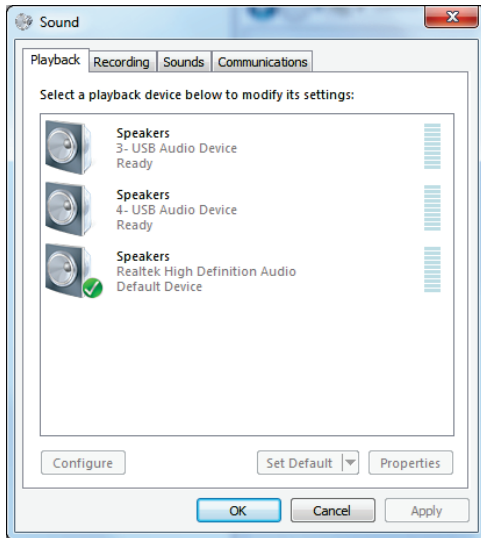 Sound
Playback Recording Sounds Communications
Select a playback device below to modify its settings:
Speakers
3- USB Audio Device
Ready
Speakers
4- USB Audio Device
Ready
Speakers
Realtek High Definition Audio
Default Device
Configure Set Default Properties
OK Cancel Apply